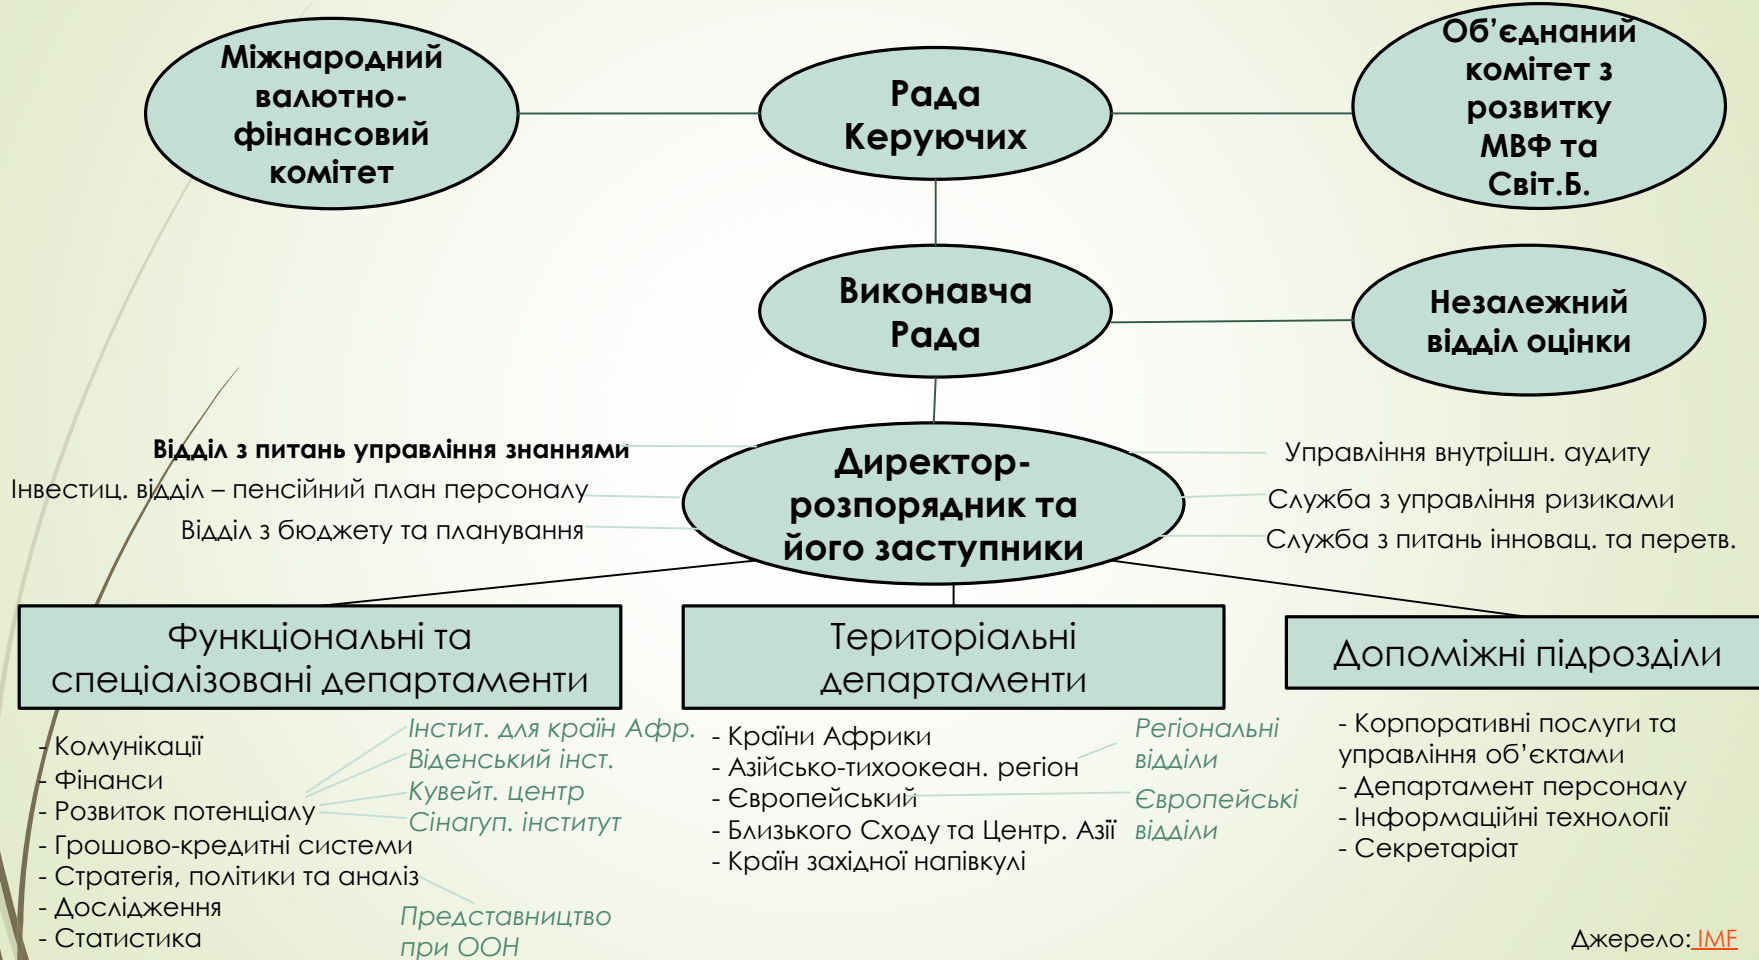 Міжнародний
валютно-
фінансовий
комітет
Рада
Керуючих
Об’єднаний
комітет з
розвитку
МВФ та
Світ.Б.
Виконавча
Рада
Незалежний
відділ оцінки
Відділ з питань управління знаннями
Інвестиц. відділ – пенсійний план персоналу
Відділ з бюджету та планування
Директор-
розпорядник та
його заступники
Управління внутрішн. аудиту
Служба з управління ризиками
Служба з питань інновац. та перетв.
Функціональні та
спеціалізовані департаменти
- Комунікації
- Фінанси
- Розвиток потенціалу
- Грошово-кредитні системи
- Стратегія, політики та аналіз
- Дослідження
- Статистика
Інстит. для країн Афр.
Віденський інст.
Кувейт. центр
Сінагуп. інститут
Представництво
при ООН
Територіальні
департаменти
- Країни Африки
- Азійсько-тихоокеан. регіон
- Європейський
- Близького Сходу та Центр. Азії
- Країн західної напівкулі
Регіональні
відділи
Європейські
відділи
Допоміжні підрозділи
- Корпоративні послуги та
управління об’єктами
- Департамент персоналу
- Інформаційні технології
- Секретаріат
Джерело: IMF